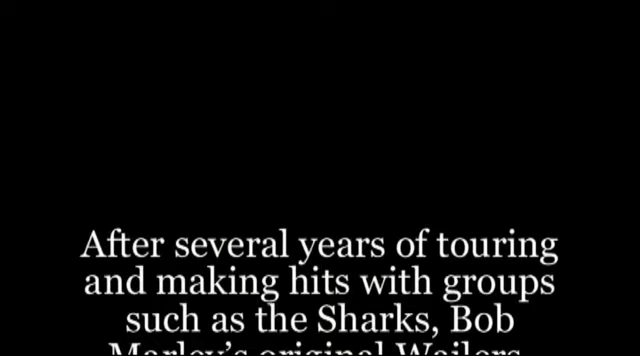 After several years of touring
and making hits with groups
such as the Sharks, Bob
Marley's original Wailers,